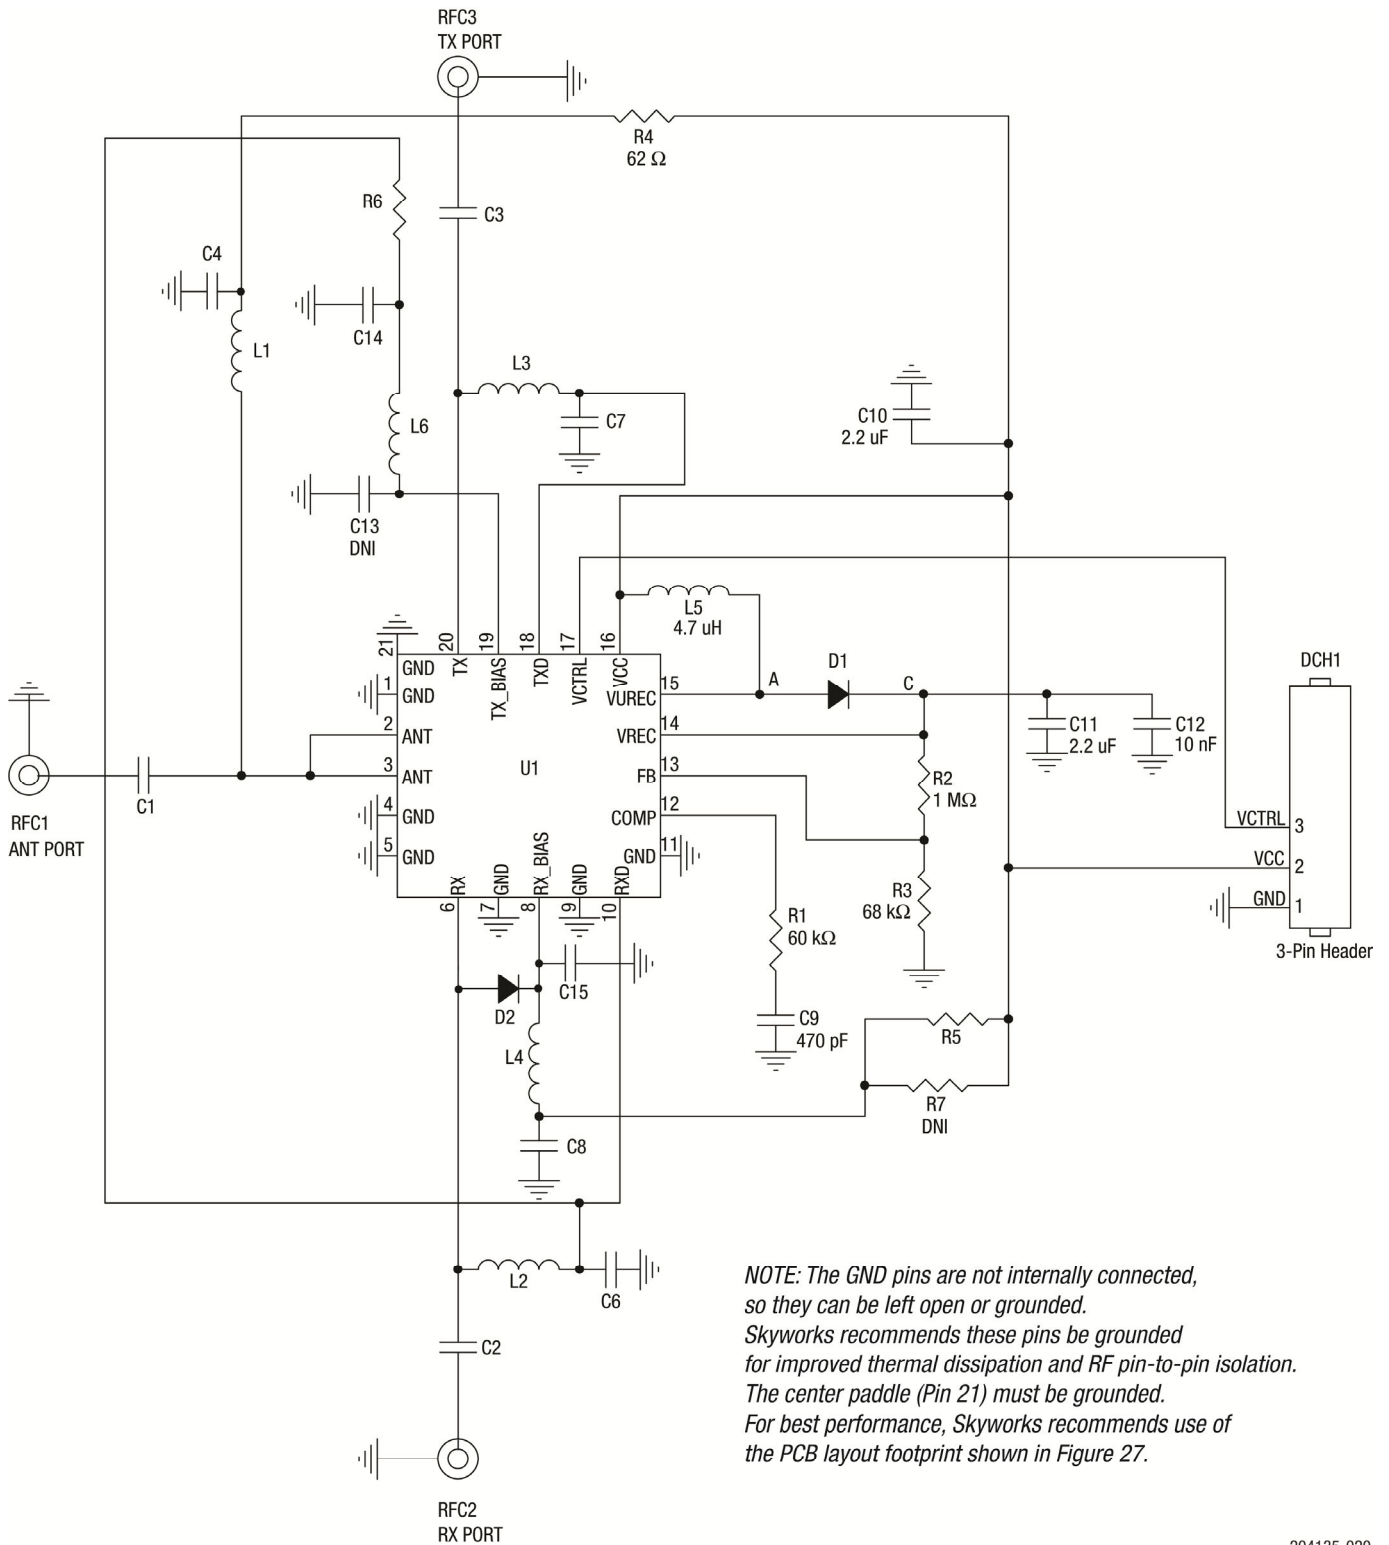 RFC3
TX PORT
R4
62 Ω
R6
C3
C4
C14
L1
L3
C7
L6
C10
2.2 uF
C13
DNI
L5
4.7 uH
21
20
19
18
17
16
GND
TX
TX_BIAS
TXD
VCTRL
VCC
1
GND
2
ANT
3
ANT
4
GND
5
GND
U1
VUREC
15
VREC
14
FB
13
COMP
12
GND
11
RX
GND
RX_BIAS
GND
RXD
6
7
8
9
10
A
D1
C
C11
2.2 uF
C12
10 nF
R2
1 MΩ
R3
68 kΩ
R1
60 kΩ
C9
470 pF
DCH1
VCTRL
3
VCC
2
GND
1
3-Pin Header
C1
RFC1
ANT PORT
C15
D2
L4
R5
R7
DNI
C8
L2
C6
C2
RFC2
RX PORT
NOTE: The GND pins are not internally connected,
so they can be left open or grounded.
Skyworks recommends these pins be grounded
for improved thermal dissipation and RF pin-to-pin isolation.
The center paddle (Pin 21) must be grounded.
For best performance, Skyworks recommends use of
the PCB layout footprint shown in Figure 27.